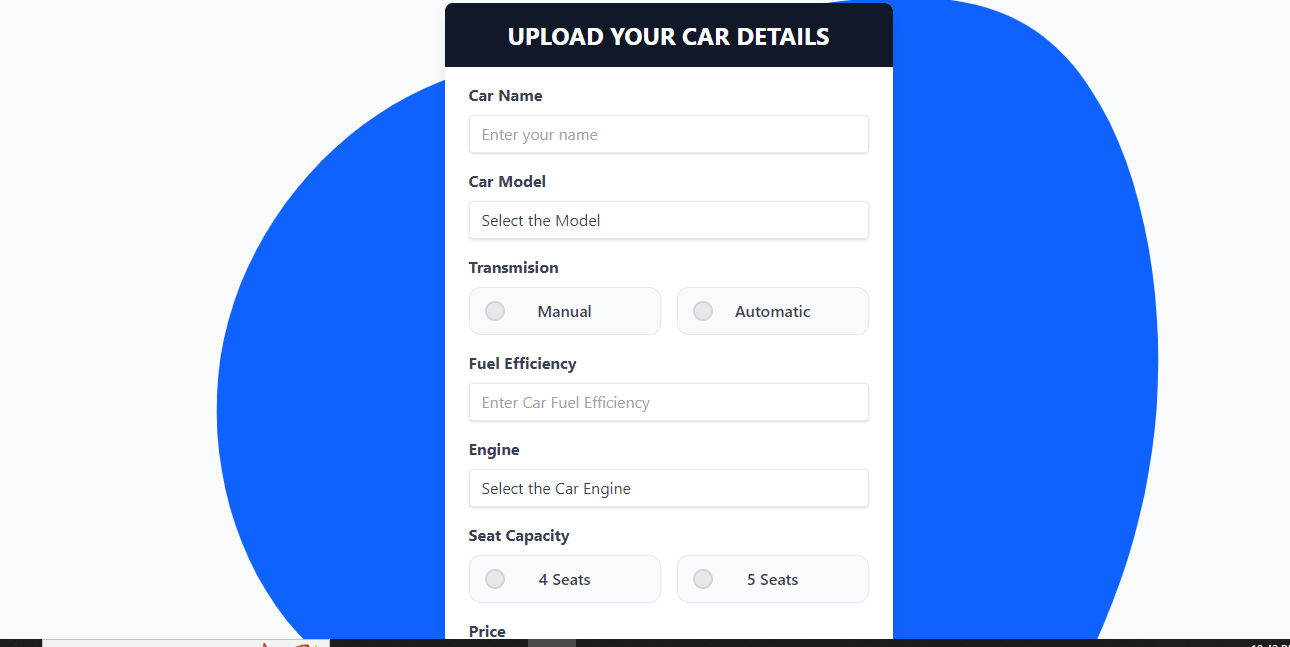 UPLOAD YOUR CAR DETAILS
Car Name
Enter your name
Car Model
Select the Model
Transmision
Manual Automatic
Fuel Efficiency
Enter Car Fuel Efficiency
Engine
Select the Car Engine
Seat Capacity
4 Seats 5 Seats
Price